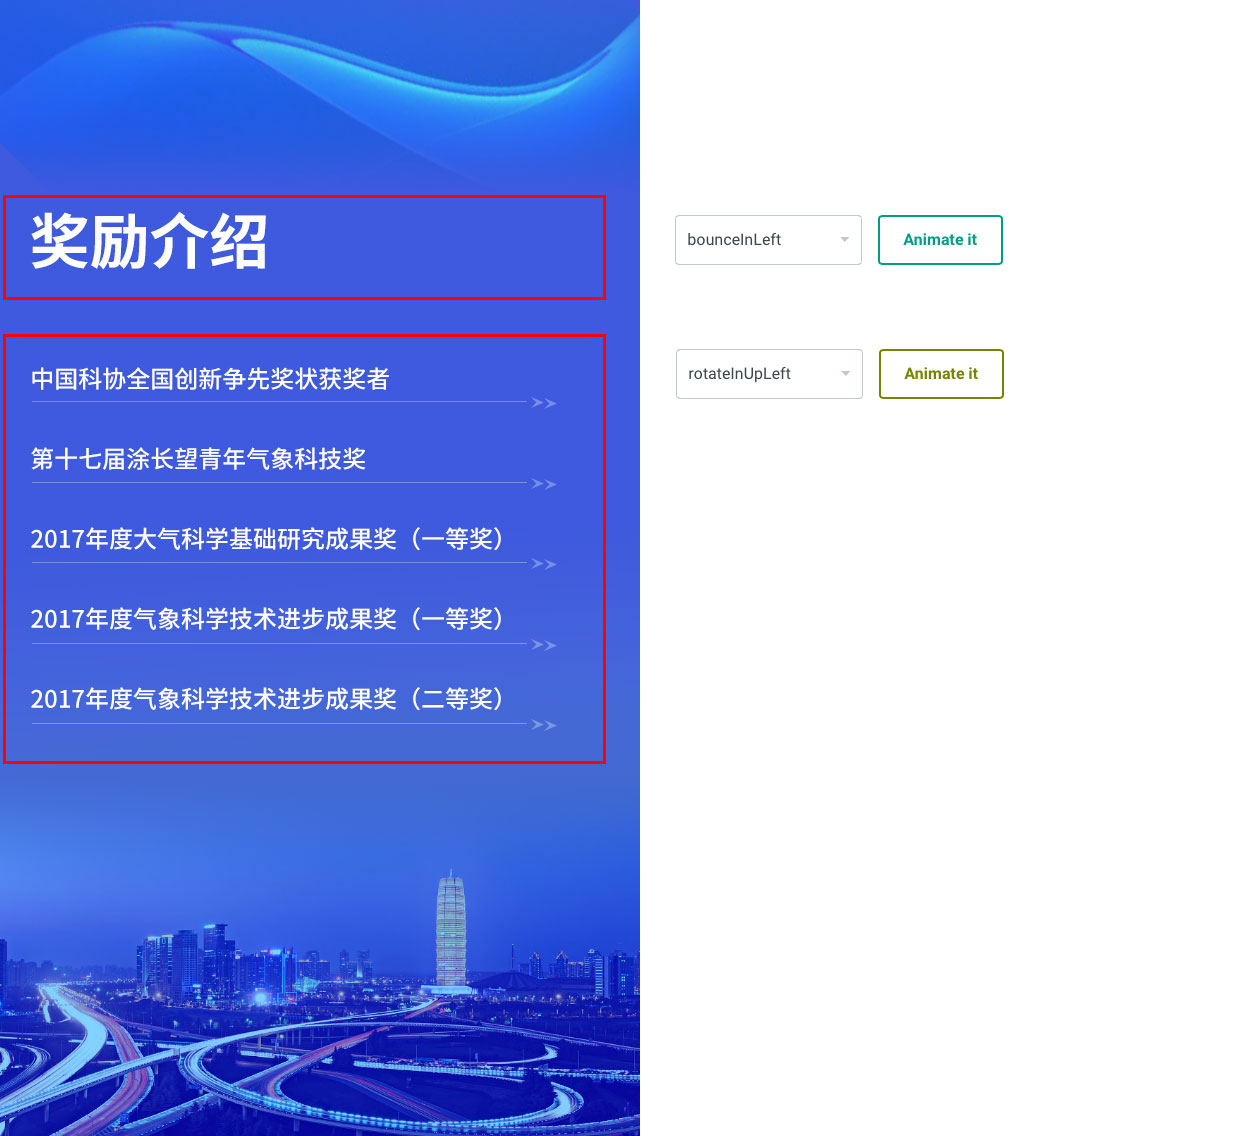 奖励介绍
bounceInLeft
Animate it
rotateInUpLeft
Animate it
中国科协全国创新争先奖状获奖者
第十七届涂长望青年气象科技奖
2017年度大气科学基础研究成果奖（一等奖）
2017年度气象科学技术进步成果奖（一等奖）
2017年度气象科学技术进步成果奖（二等奖）